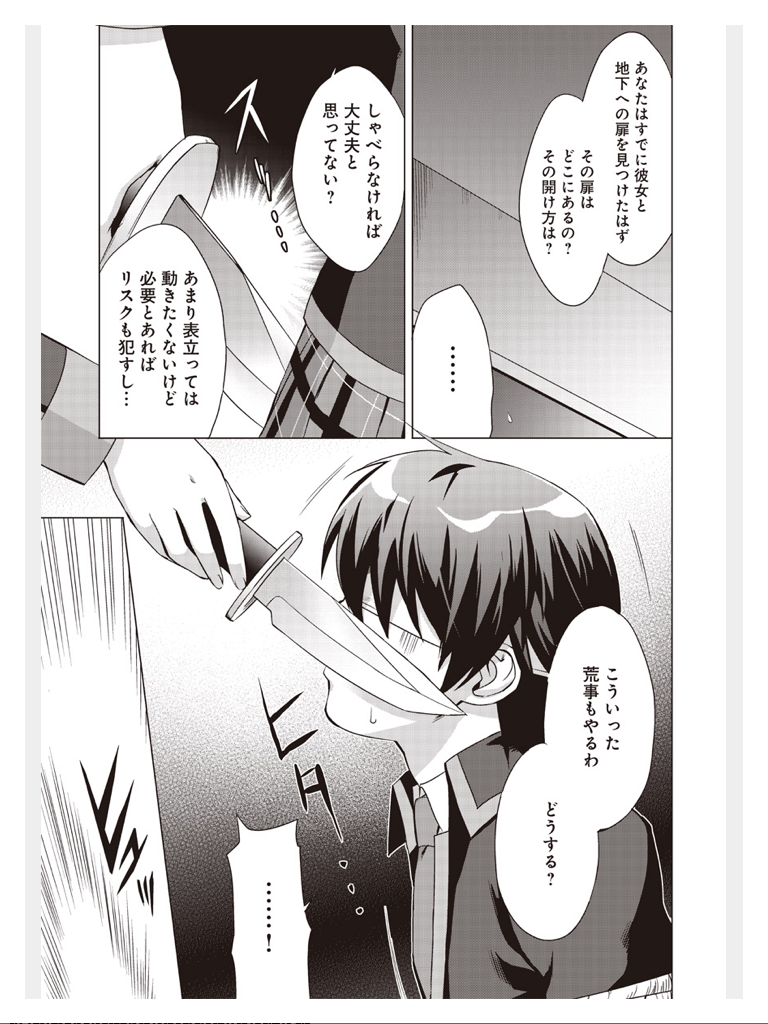 あなたはすでに彼女と
地下への扉を見つけたはず
その扉は
どこにあるの?
その開け方は?
……
しゃべらなければ
大丈夫と
思ってない?
ス
あまり表立っては
動きたくないけど
必要とあれば
リスクも犯すし…
こういった
荒事もやるわ
どうする?
ヒタ…
……!
ビクッ